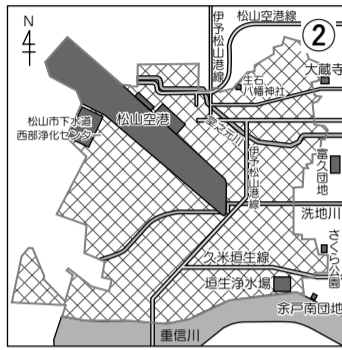 N
4
②
松山空港線
伊予松山港線
大蔵寺
生石
八幡神社
松山市下水道
西部浄化センター
松山空港
伊予松山港線
富久団地
洗地川
さくら公園
久米垣生線
垣生浄水場
余戸南団地
重信川